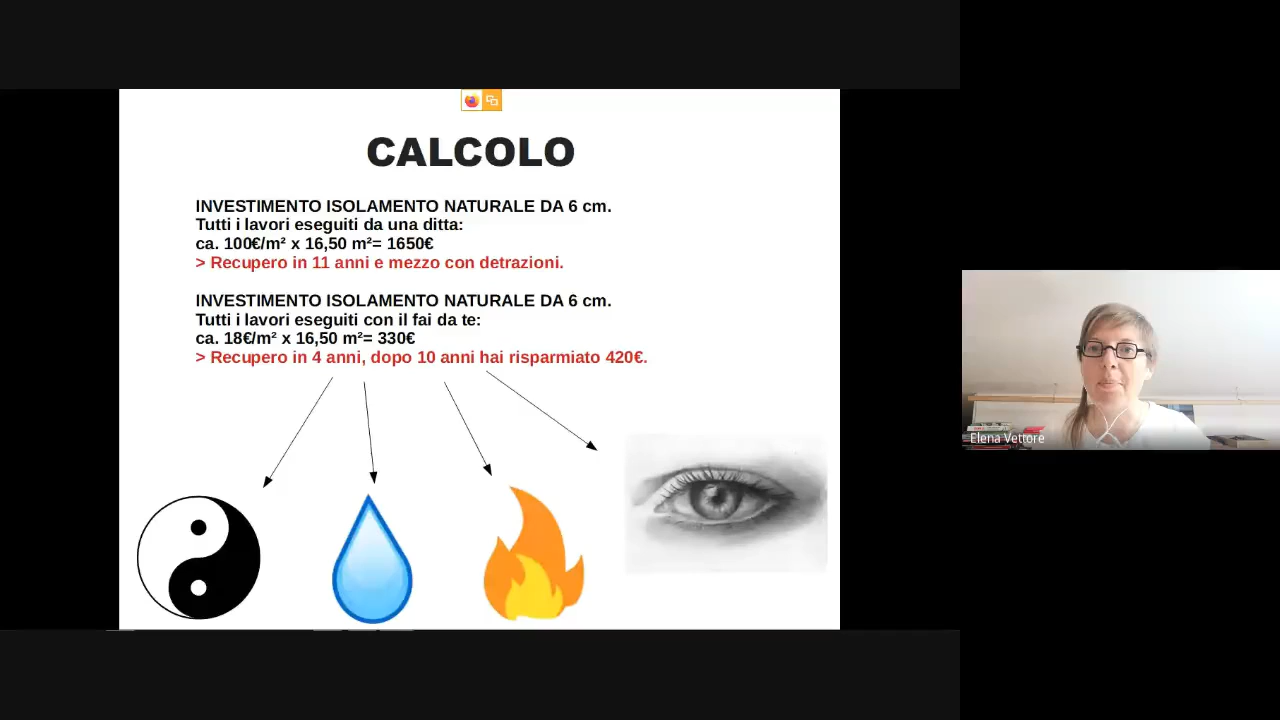 CALCOLO
INVESTIMENTO ISOLAMENTO NATURALE DA 6 cm.
Tutti i lavori eseguiti da una ditta:
ca. 100€/m² x 16,50 m²= 1650€
> Recupero in 11 anni e mezzo con detrazioni.
INVESTIMENTO ISOLAMENTO NATURALE DA 6 cm.
Tutti i lavori eseguiti con il fai da te:
ca. 18€/m² x 16,50 m²= 330€
> Recupero in 4 anni, dopo 10 anni hai risparmiato 420€.
Elena Vettore